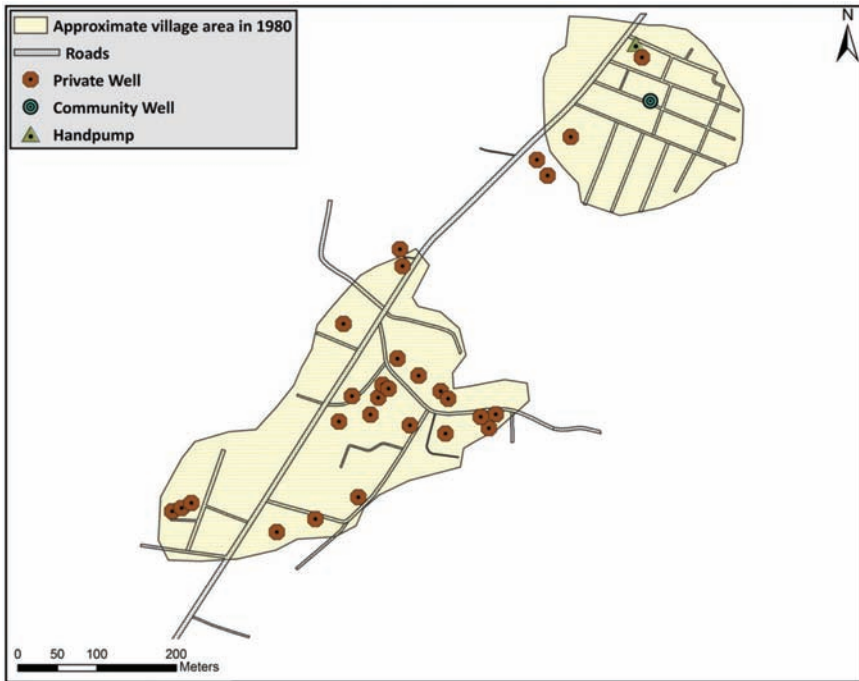 Approximate village area in 1980
Roads
Private Well
Community Well
Handpump
N
0 50 100 200
Meters